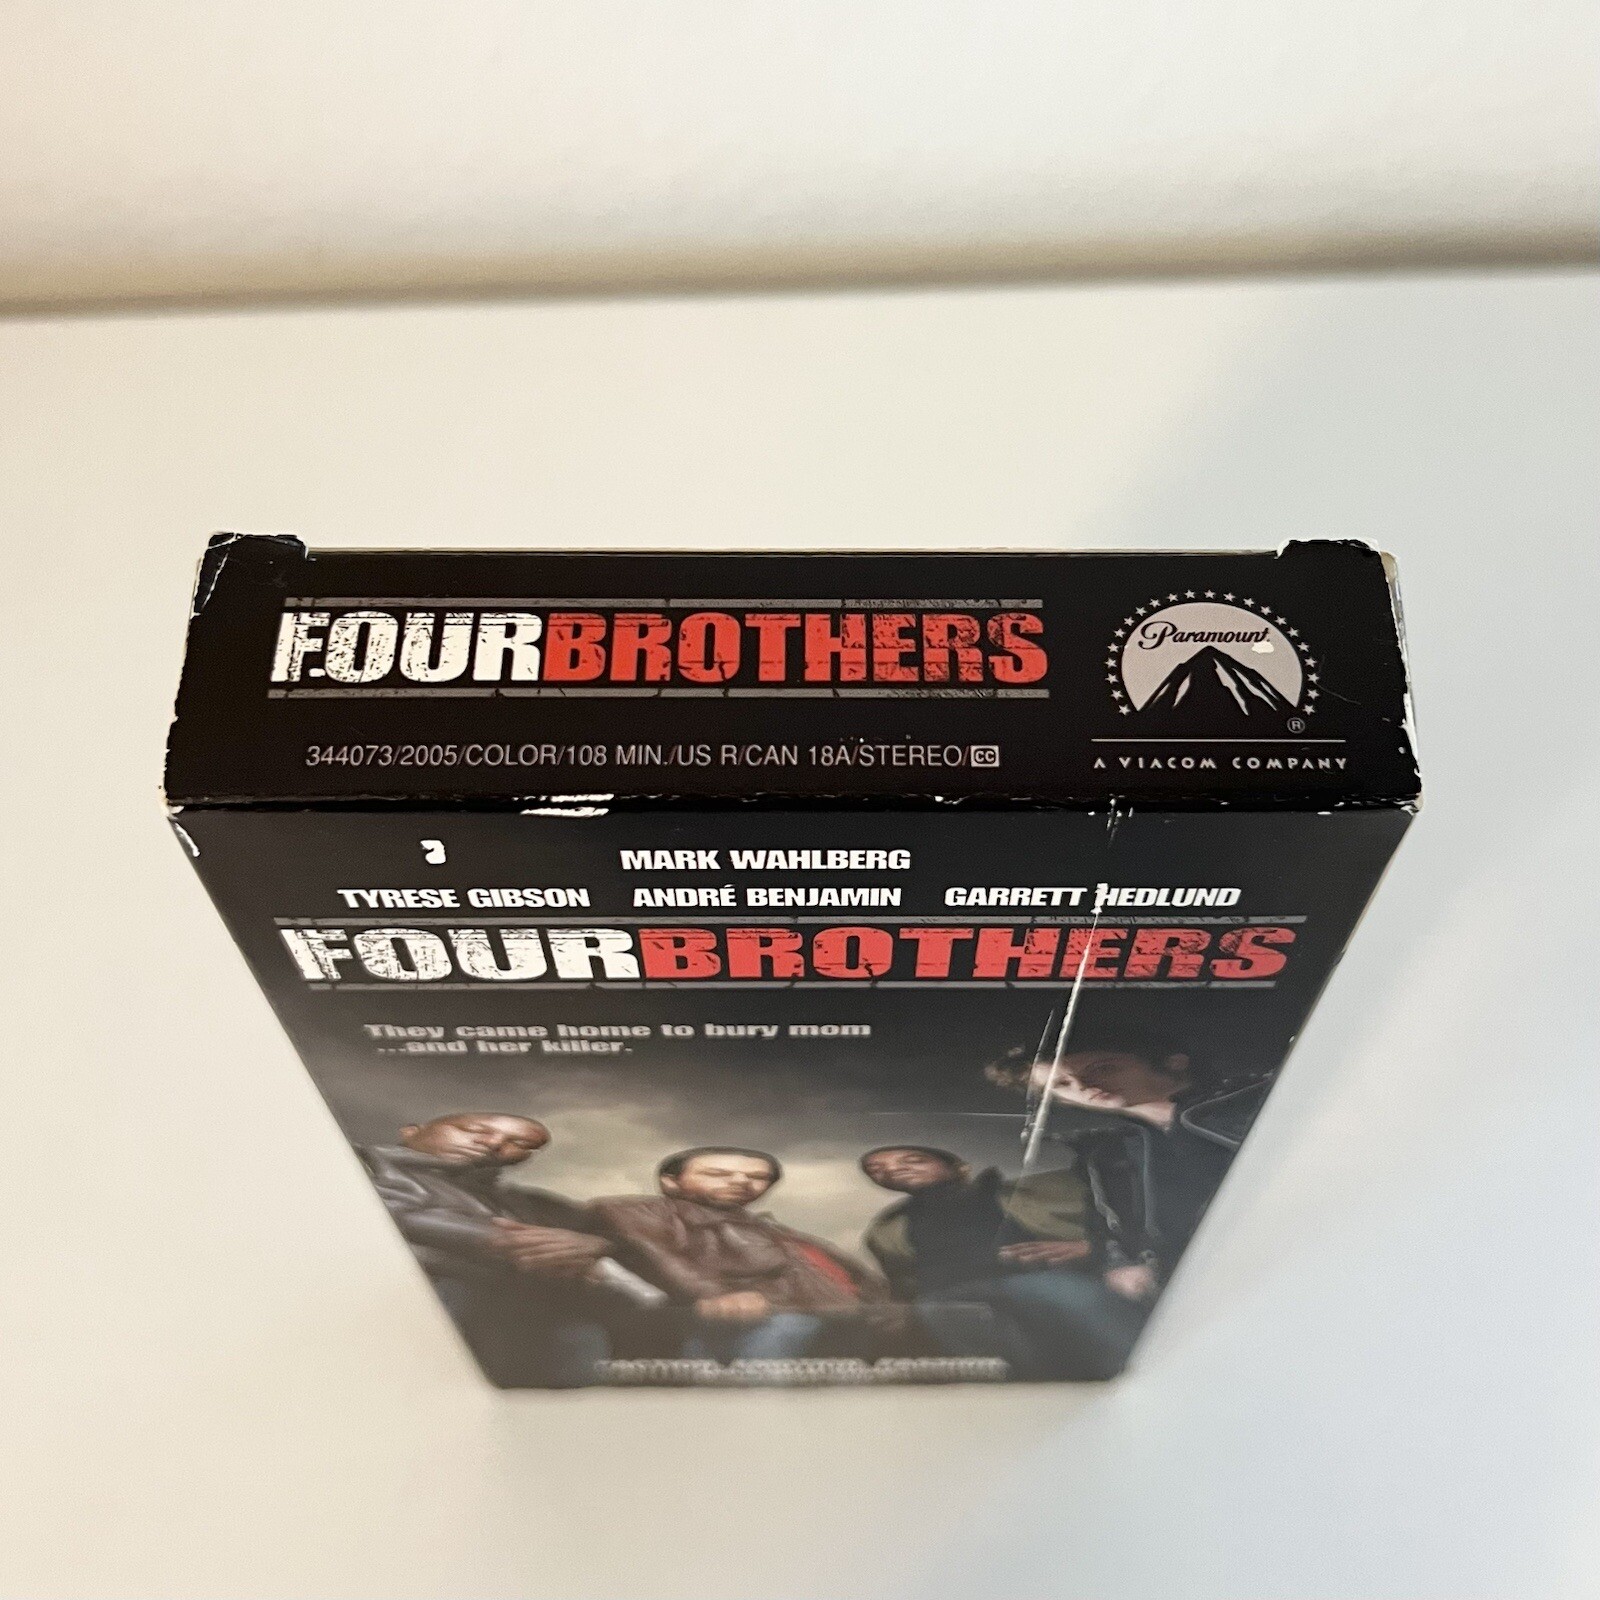 FOURBROTHERS
Paramount
®
344073/2005/COLOR/108 MIN./US R/CAN 18A/STEREO/CC
A VIACOM COMPANY
MARK WAHLBERG
TYRESE GIBSON ANDRÉ BENJAMIN GARRETT HEDLUND
FOURBROTHERS
They came home to bury mom
...and her killer.